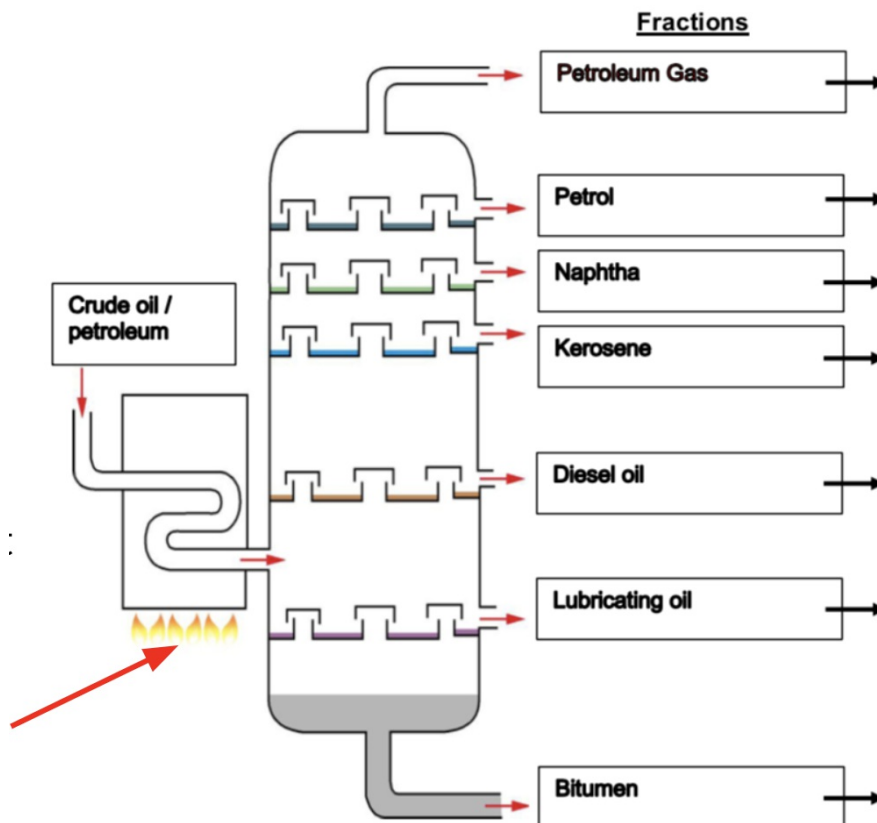 Fractions
Petroleum Gas
Petrol
Naphtha
Crude oil /
petroleum
Kerosene
Diesel oil
Lubricating oil
Bitumen